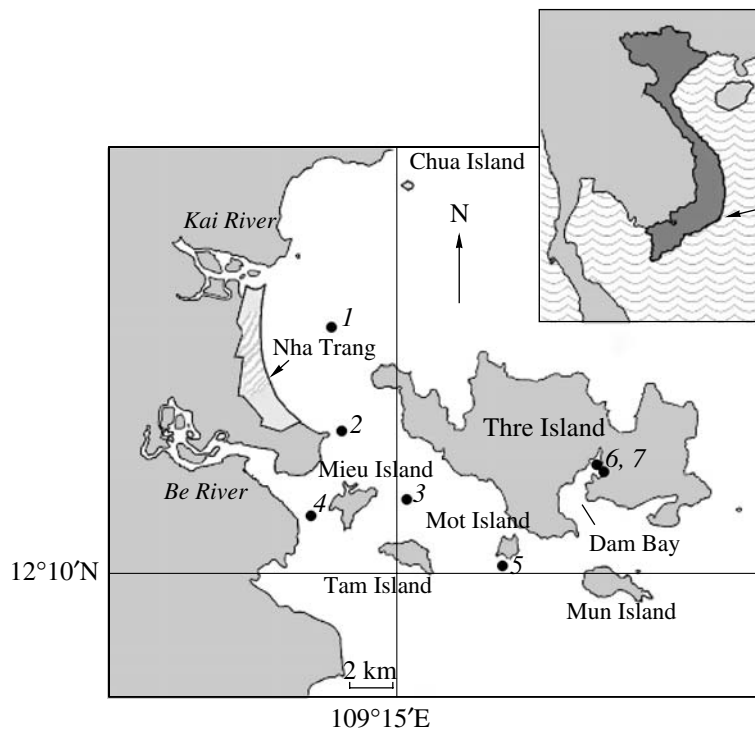 Chua Island
Kai River
N
1
Nha Trang
2
Thre Island
6, 7
Mieu Island
Be River
3
4
Mot Island
Dam Bay
12°10′N
5
Tam Island
Mun Island
2 km
109°15′E